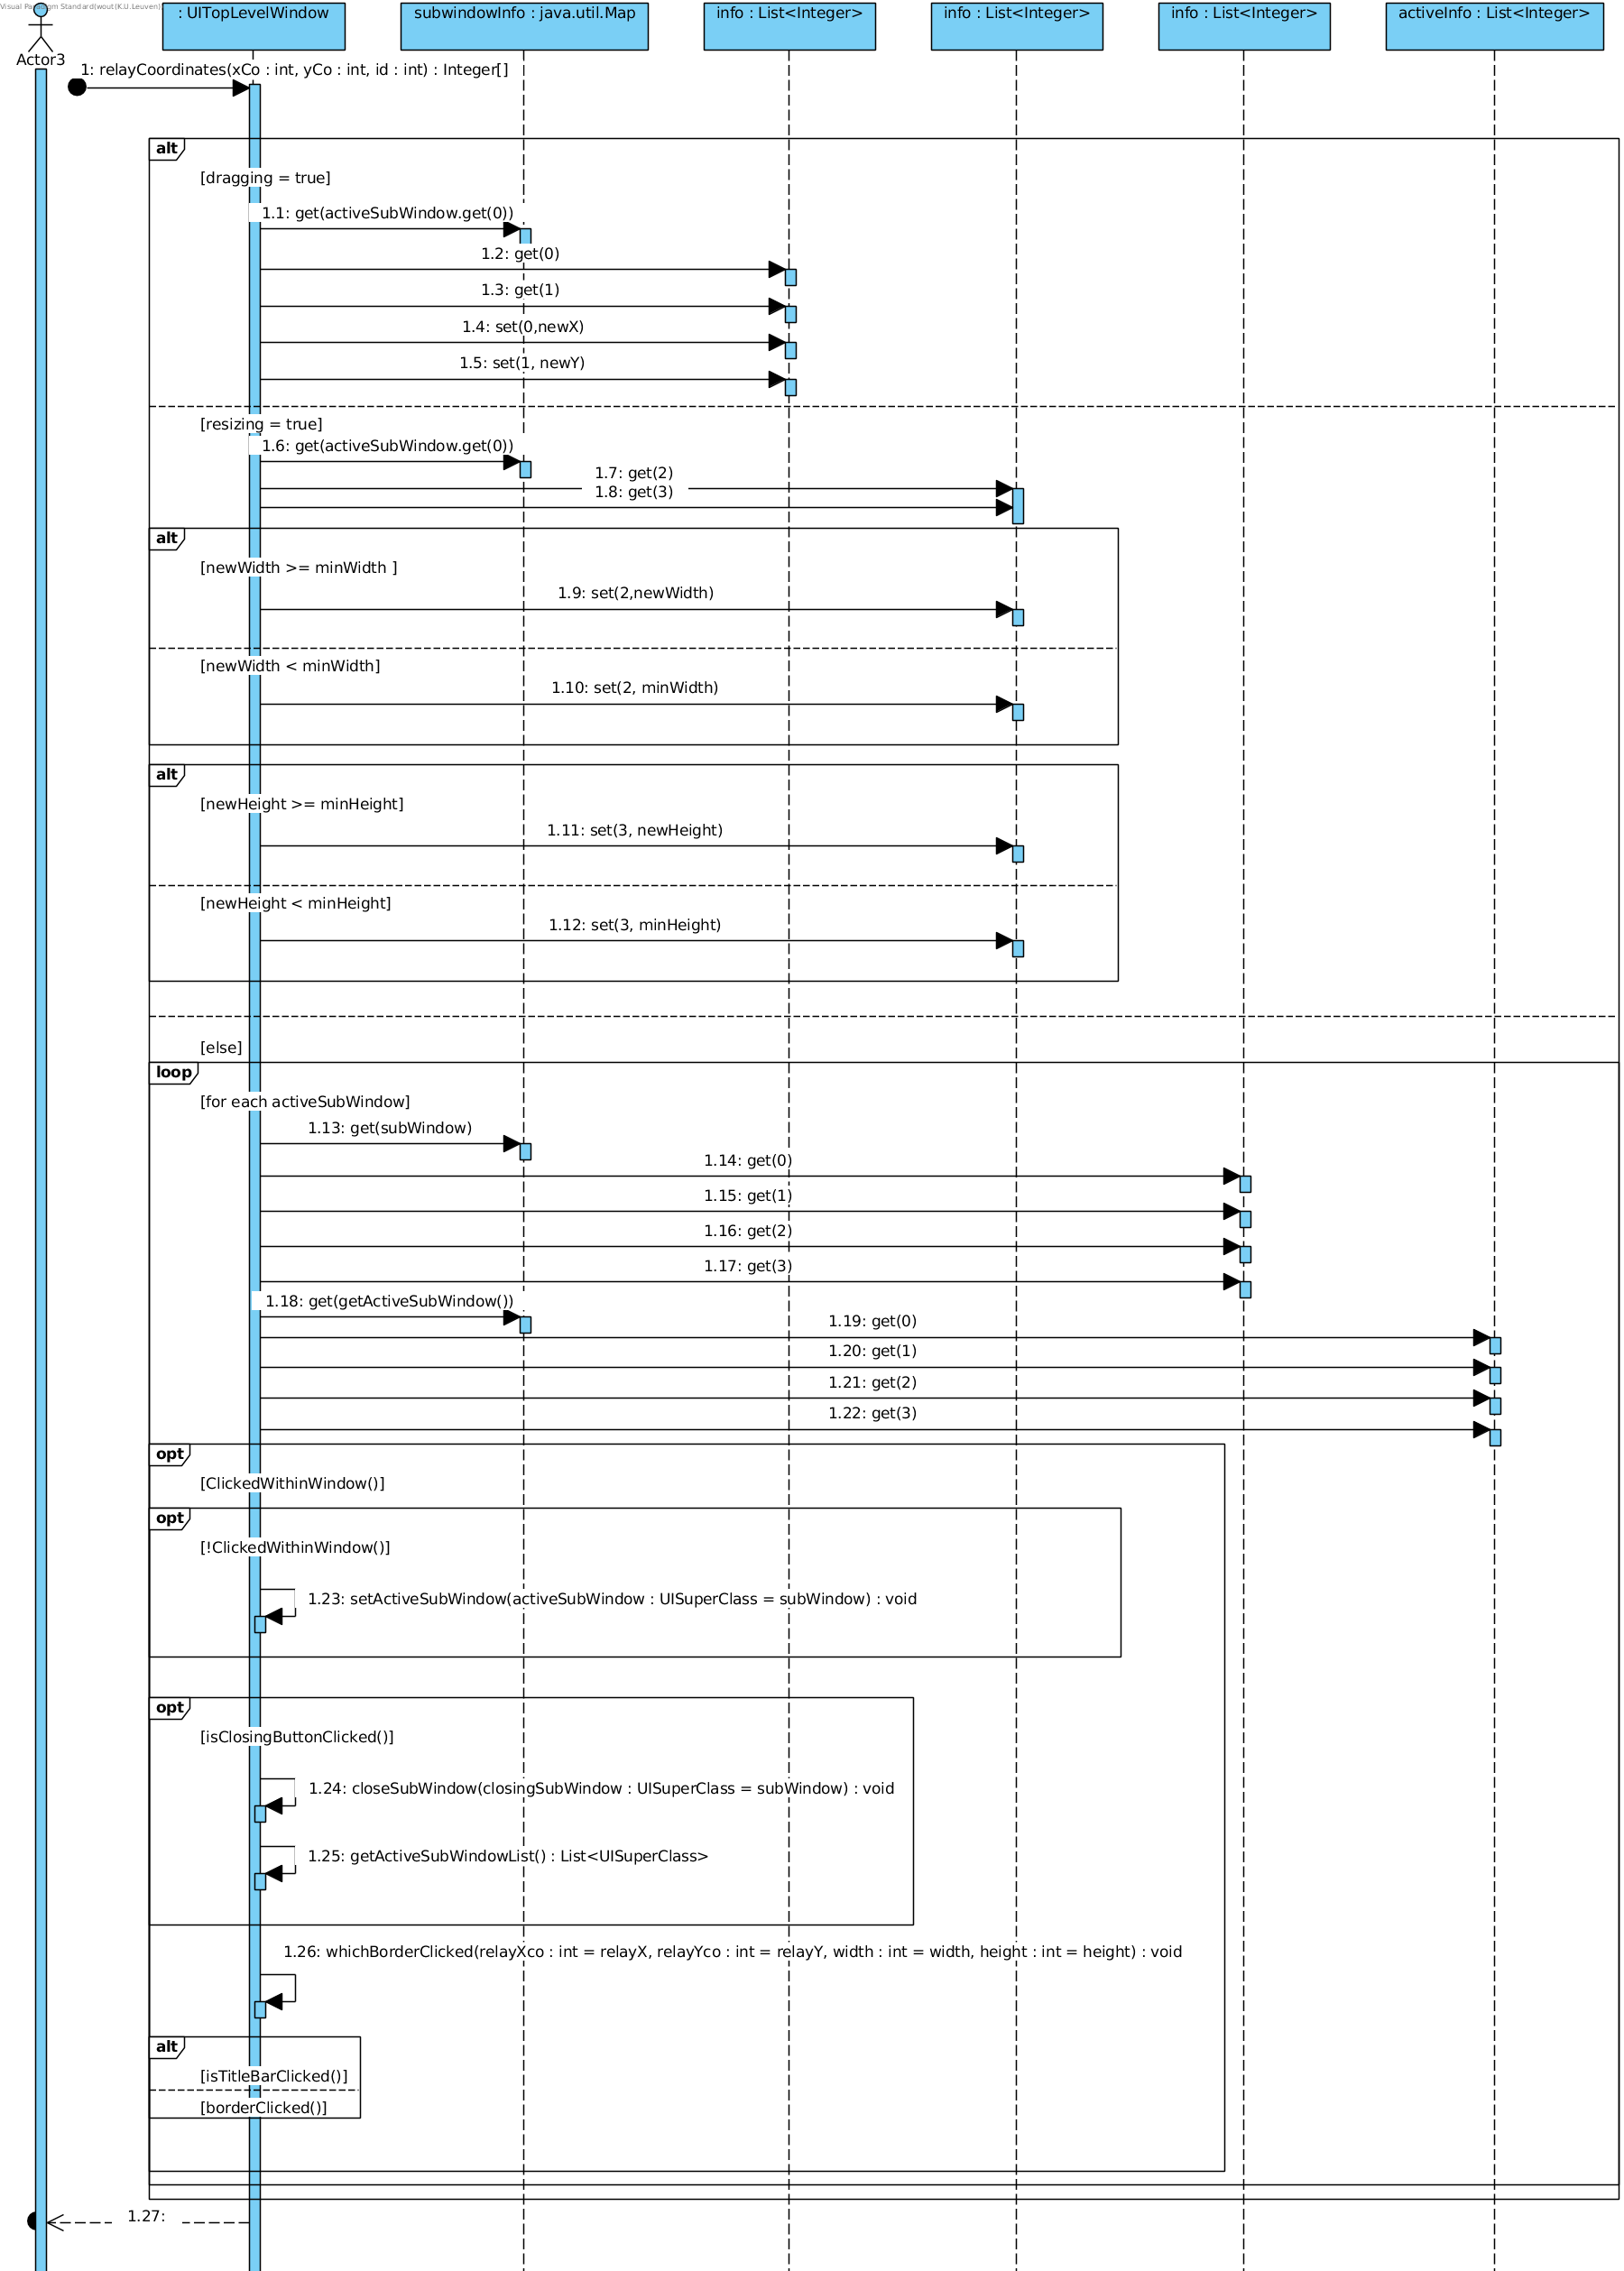 Visual Paradigm Standard(wout(K.U.Leuven))
Actor3
: UITopLevelWindow
subwindowInfo : java.util.Map
info : List<Integer>
info : List<Integer>
info : List<Integer>
activeInfo : List<Integer>
1: relayCoordinates(xCo : int, yCo : int, id : int) : Integer[]
alt
[dragging = true]
1.1: get(activeSubWindow.get(0))
1.2: get(0)
1.3: get(1)
1.4: set(0,newX)
1.5: set(1, newY)
[resizing = true]
1.6: get(activeSubWindow.get(0))
1.7: get(2)
1.8: get(3)
alt
[newWidth >= minWidth ]
1.9: set(2,newWidth)
[newWidth < minWidth]
1.10: set(2, minWidth)
alt
[newHeight >= minHeight]
1.11: set(3, newHeight)
[newHeight < minHeight]
1.12: set(3, minHeight)
[else]
loop
[for each activeSubWindow]
1.13: get(subWindow)
1.14: get(0)
1.15: get(1)
1.16: get(2)
1.17: get(3)
1.18: get(getActiveSubWindow())
1.19: get(0)
1.20: get(1)
1.21: get(2)
1.22: get(3)
opt
[ClickedWithinWindow()]
opt
[!ClickedWithinWindow()]
1.23: setActiveSubWindow(activeSubWindow : UISuperClass = subWindow) : void
opt
[isClosingButtonClicked()]
1.24: closeSubWindow(closingSubWindow : UISuperClass = subWindow) : void
1.25: getActiveSubWindowList() : List<UISuperClass>
1.26: whichBorderClicked(relayXco : int = relayX, relayYco : int = relayY, width : int = width, height : int = height) : void
alt
[isTitleBarClicked()]
[borderClicked()]
1.27: